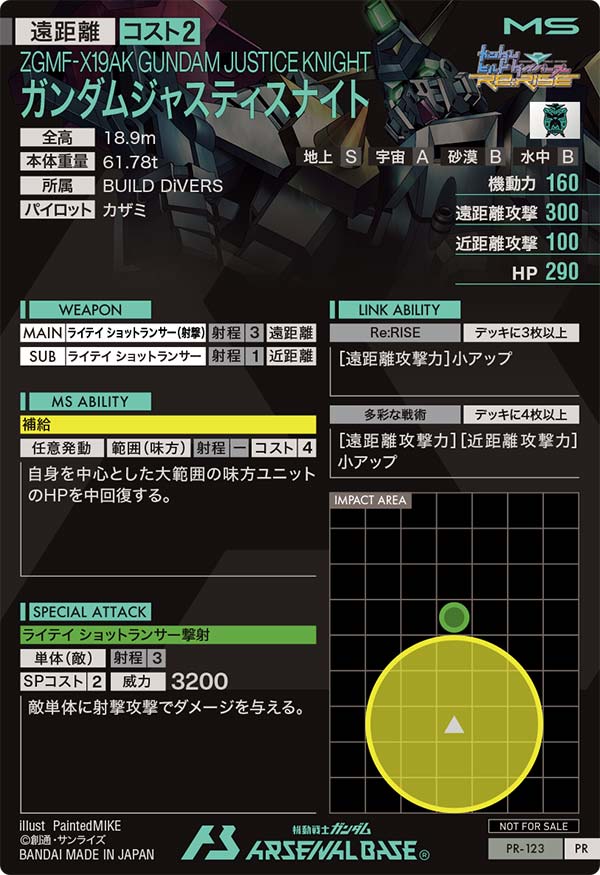 遠距離 コスト2 MS
ZGMF-X19AK GUNDAM JUSTICE KNIGHT
ガンダムジャスティスナイト
Re:RISE
全高 18.9m
本体重量 61.78t
所属 BUILD DiVERS
パイロット カザミ
地上 S 宇宙 A 砂漠 B 水中 B
機動力 160
遠距離攻撃 300
近距離攻撃 100
HP 290
WEAPON
MAIN ライテイ ショットランサー(射撃) 射程 3 遠距離
SUB ライテイ ショットランサー 射程 1 近距離
MS ABILITY
補給
任意発動 範囲(味方) 射程 ー コスト 4
自身を中心とした大範囲の味方ユニット
のHPを中回復する。
SPECIAL ATTACK
ライテイ ショットランサー撃射
単体(敵) 射程 3
SPコスト 2 威力 3200
敵単体に射撃攻撃でダメージを与える。
LINK ABILITY
Re:RISE デッキに3枚以上
[遠距離攻撃力]小アップ
多彩な戦術 デッキに4枚以上
[遠距離攻撃力][近距離攻撃力]
小アップ
IMPACT AREA
illust PaintedMIKE
©創通・サンライズ
BANDAI MADE IN JAPAN
機動戦士ガンダム
ARSENAL BASE®
NOT FOR SALE
PR-123 PR